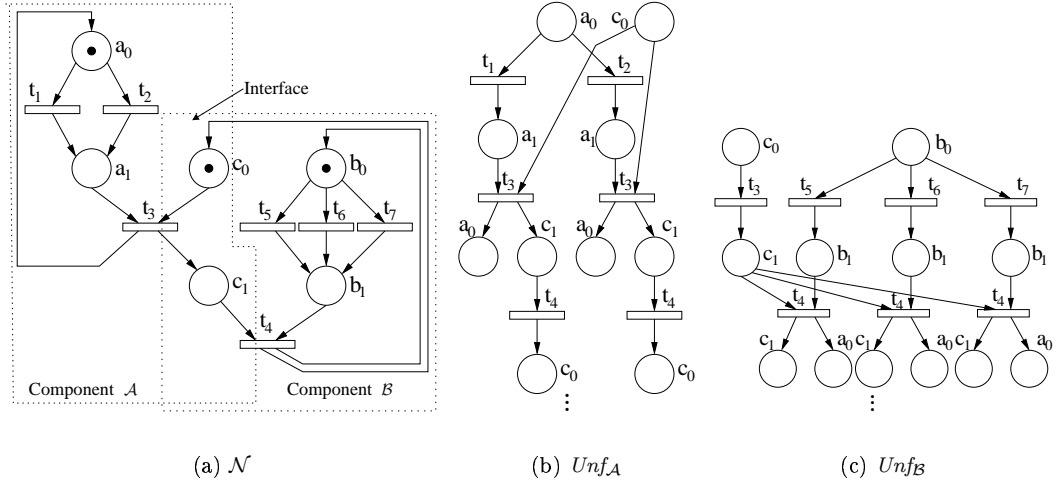 a0
t1 t2
Interface
a1
c0 b0
t3
t5 t6 t7
c1
b1
t4
Component A Component B
(a) N
a0 c0
t1 t2
a1 a1
t3 t3
a0 c1 a0 c1
t4 t4
c0 c0
⋮
(b) Unf_A
c0 b0
t3 t5 t6 t7
c1 b1 b1 b1
t4 t4 t4
c1 a0 c1 a0 c1 a0
⋮
(c) Unf_B